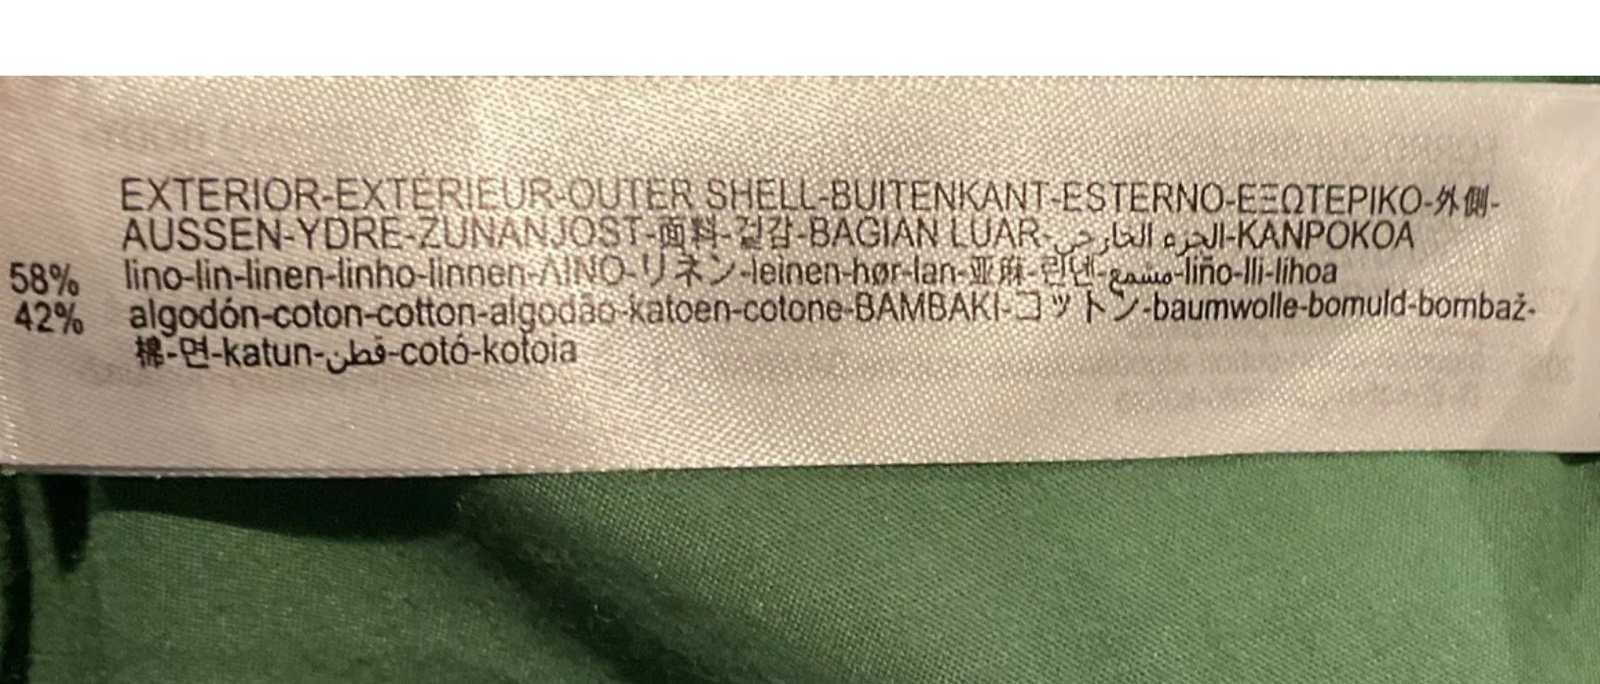 EXTERIOR-EXTÉRIEUR-OUTER SHELL-BUITENKANT-ESTERNO-ΕΞΩΤΕΡΙΚΟ-外側-
AUSSEN-YDRE-ZUNANJOST-面料-겉감-BAGIAN LUAR-الجزء الخارجي-KANPOKOA
58% lino-lin-linen-linho-linnen-ΛΙΝΟ-リネン-leinen-hør-lan-亚麻-린넨-مشمع-liño-lli-lihoa
42% algodón-coton-cotton-algodão-katoen-cotone-BAMBAKI-コットン-baumwolle-bomuld-bombaž-
棉-면-katun-قطن-cotó-kotoia